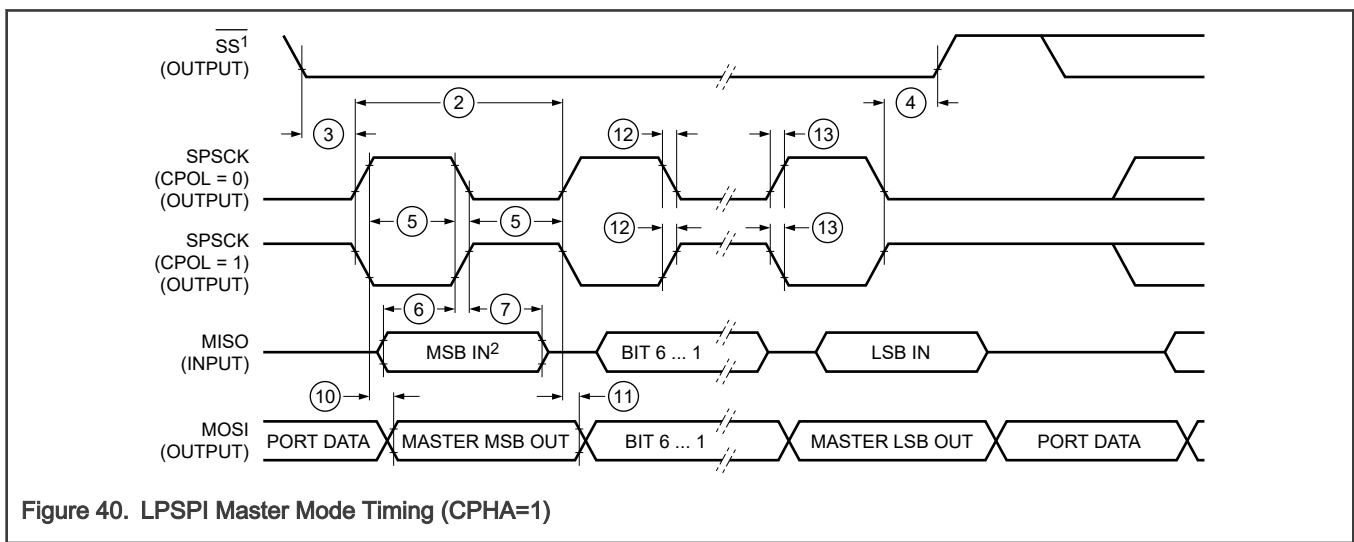 SS1
(OUTPUT)
2
3
4
12
13
SPSCK
(CPOL = 0)
(OUTPUT)
5
5
SPSCK
(CPOL = 1)
(OUTPUT)
12
13
6
7
MISO
(INPUT)
MSB IN2
BIT 6 ... 1
LSB IN
10
11
MOSI
(OUTPUT)
PORT DATA
MASTER MSB OUT
BIT 6 ... 1
MASTER LSB OUT
PORT DATA
Figure 40. LPSPI Master Mode Timing (CPHA=1)